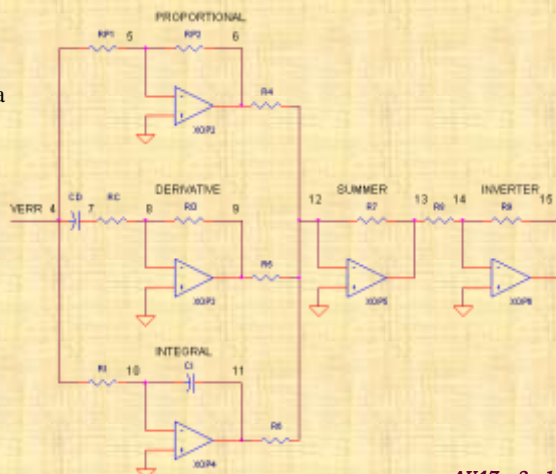 a
PROPORTIONAL
RP1 5 RP2 6
R4
XOP2
DERIVATIVE
VERR 4 CD 7 RC 8 RD 9
R5
XOP3
12 SUMMER 13 14 INVERTER 15
R7 R8 R9
XOP5 XOP6
INTEGRAL
RI 10 CI 11
R6
XOP4